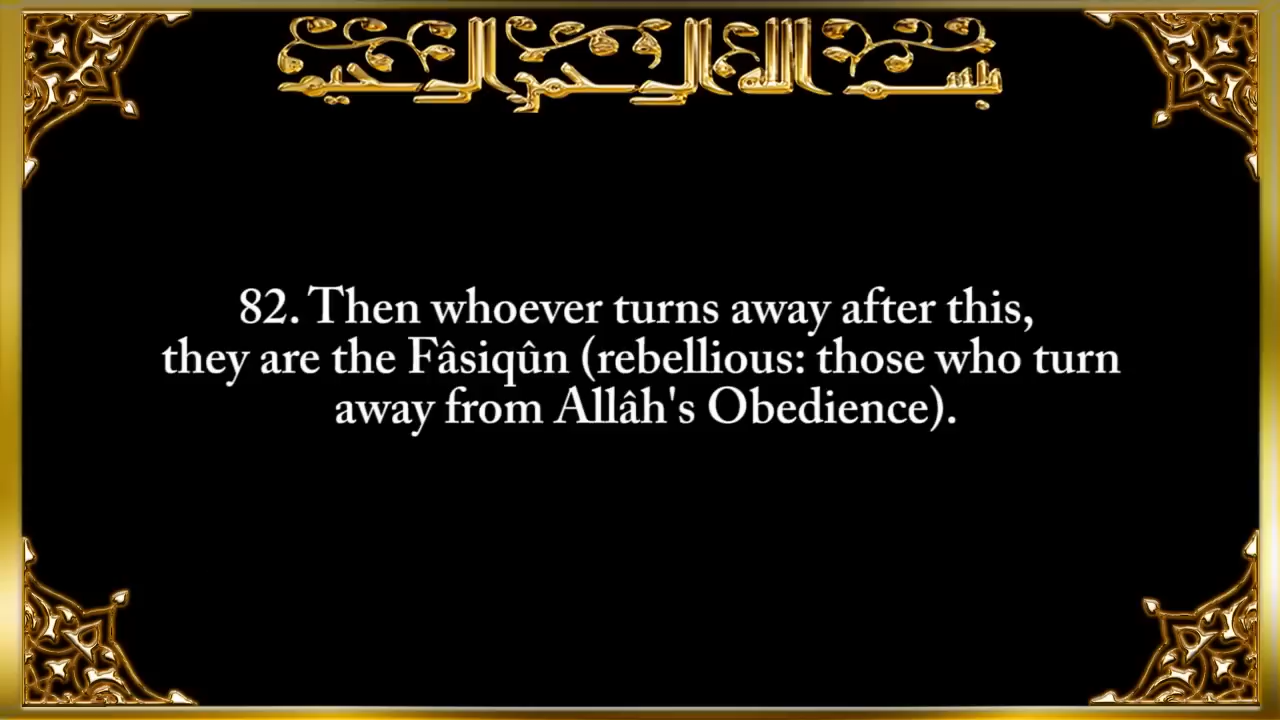 بسم الله الرحمن الرحيم
82. Then whoever turns away after this,
they are the Fâsiqûn (rebellious: those who turn
away from Allâh's Obedience).